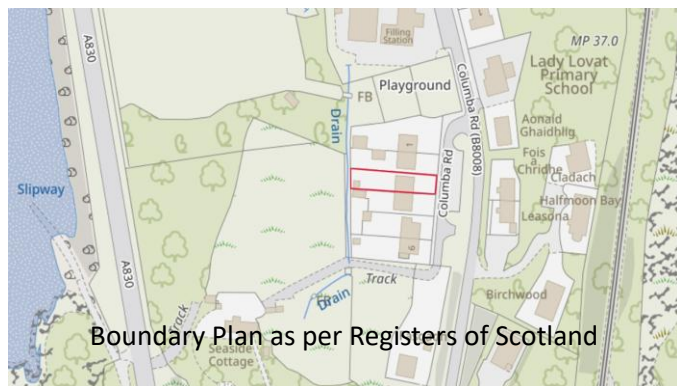 A830
Filling
Station
MP 37.0
Lady Lovat
Primary
School
Playground
FB
Columba Rd (B8008)
Drain
Aonaid
Ghaidhlig
1
Fois
a
Chridhe
Cladach
Columba Rd
Slipway
Halfmoon Bay
Leasona
6
A830
Track
Drain
Birchwood
Track
Boundary Plan as per Registers of Scotland
Seaside
Cottage